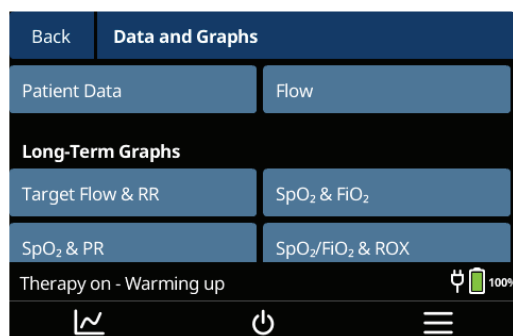 Back Data and Graphs
Patient Data Flow
Long-Term Graphs
Target Flow & RR SpO₂ & FiO₂
SpO₂ & PR SpO₂/FiO₂ & ROX
Therapy on - Warming up 100%